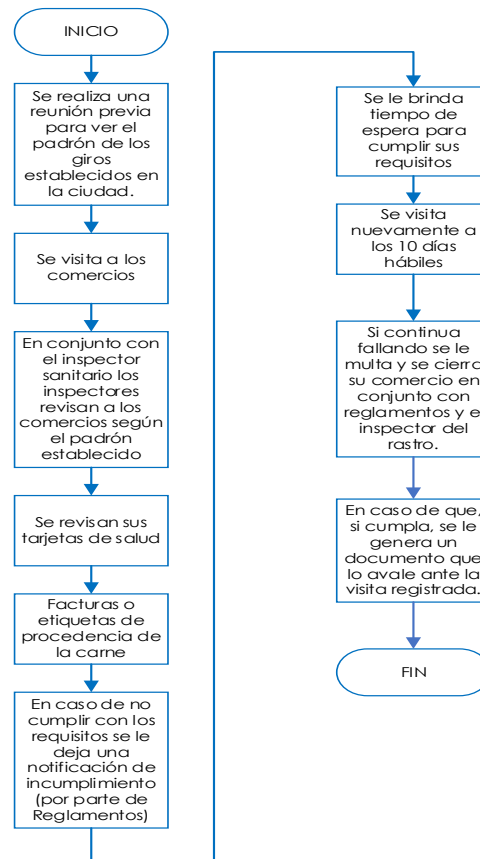 INICIO
Se realiza una
reunión previa
para ver el
padrón de los
giros
establecidos en
la ciudad.
Se visita a los
comercios
En conjunto con
el inspector
sanitario los
inspectores
revisan a los
comercios según
el padrón
establecido
Se revisan sus
tarjetas de salud
Facturas o
etiquetas de
procedencia de
la carne
En caso de no
cumplir con los
requisitos se le
deja una
notificación de
incumplimiento
(por parte de
Reglamentos)
Se le brinda
tiempo de
espera para
cumplir sus
requisitos
Se visita
nuevamente a
los 10 días
hábiles
Si continua
fallando se le
multa y se cierra
su comercio en
conjunto con
reglamentos y el
inspector del
rastro.
En caso de que,
si cumpla, se le
genera un
documento que
lo avale ante la
visita registrada.
FIN